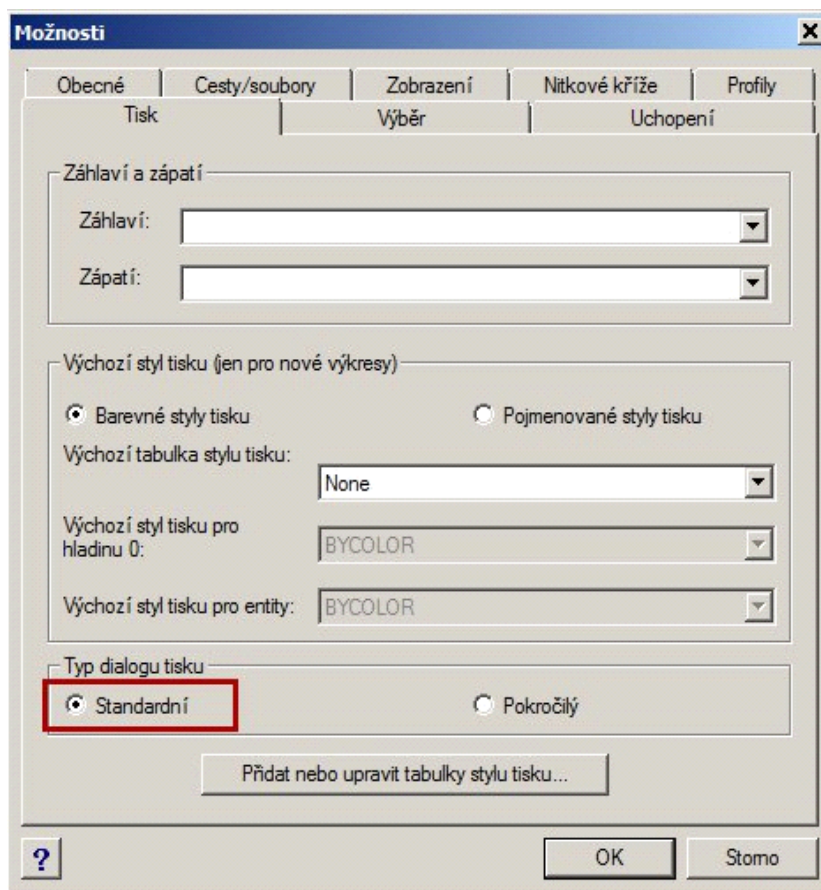 Možnosti
Obecné Cesty/soubory Zobrazení Nitkové kříže Profily
Tisk Výběr Uchopení
Záhlaví a zápatí
Záhlaví:
Zápatí:
Výchozí styl tisku (jen pro nové výkresy)
Barevné styly tisku Pojmenované styly tisku
Výchozí tabulka stylu tisku:
None
Výchozí styl tisku pro
hladinu 0:
BYCOLOR
Výchozí styl tisku pro entity: BYCOLOR
Typ dialogu tisku
Standardní Pokročilý
Přidat nebo upravit tabulky stylu tisku...
? OK Storno